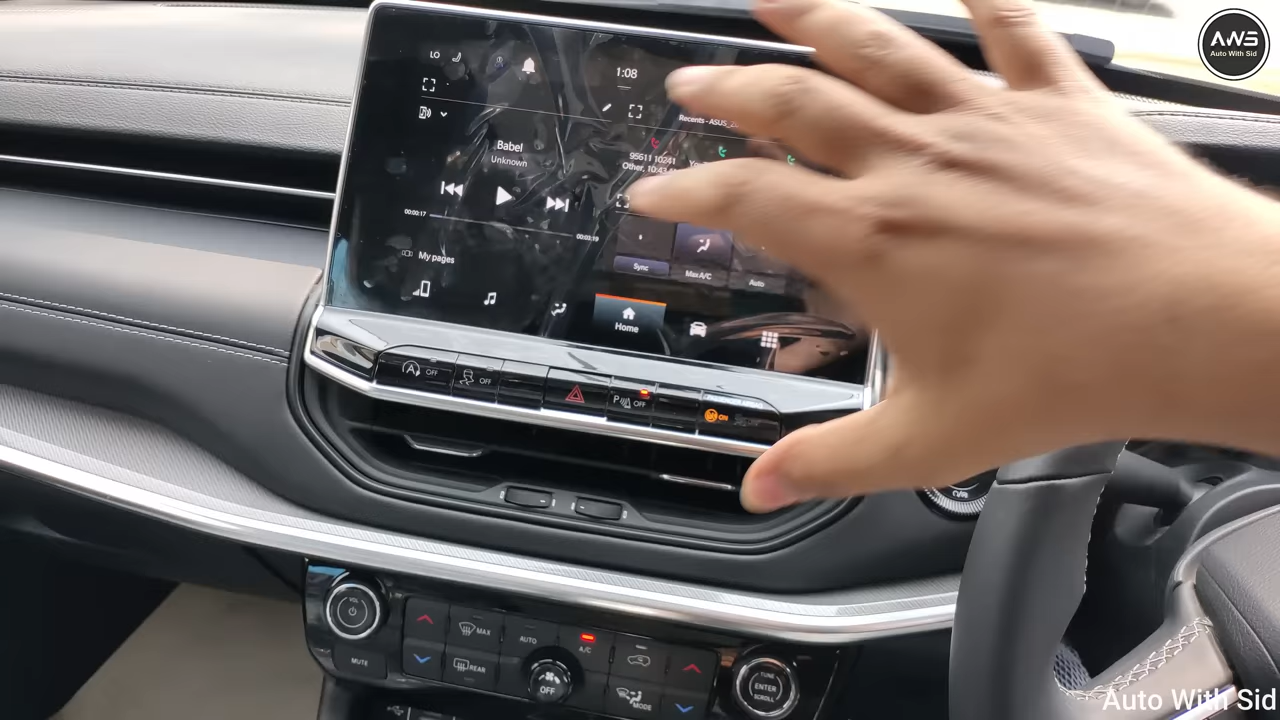 AWS
Auto With Sid
LO
1:08
Recents - ASUS_
Babel
Unknown
95611 10241
Other, 10:43
00:00:17
00:03:19
My pages
Sync
Max A/C
Auto
Home
A OFF
OFF
P OFF
ON
VOL
MUTE
MAX
REAR
AUTO
A/C
OFF
MODE
TUNE
ENTER
SCROLL
Auto With Sid